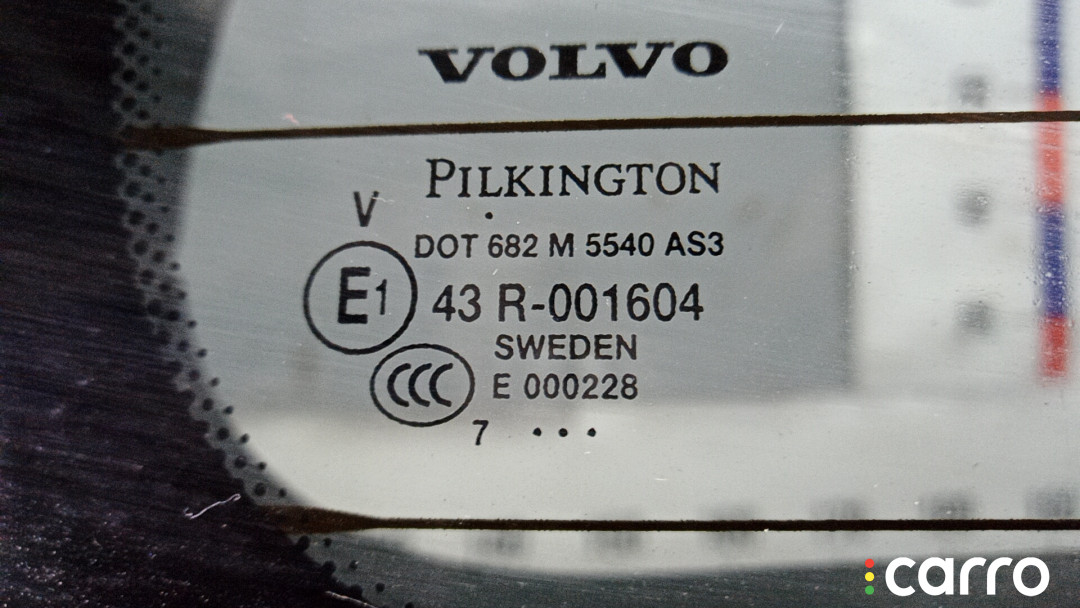 VOLVO
PILKINGTON
V
DOT 682 M 5540 AS3
E1 43 R-001604
SWEDEN
CCC E 000228
7 ...
carro